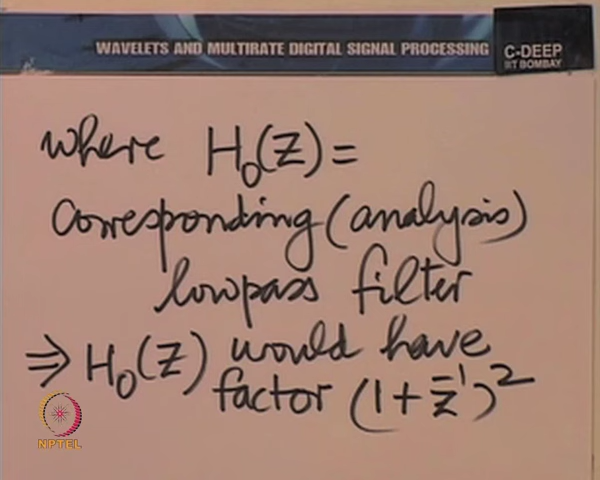 WAVELETS AND MULTIRATE DIGITAL SIGNAL PROCESSING
C-DEEP
IIT BOMBAY
where H₀(Z) =
corresponding (analysis)
lowpass filter
⇒ H₀(Z) would have
factor (1 + z⁻¹)²
NPTEL